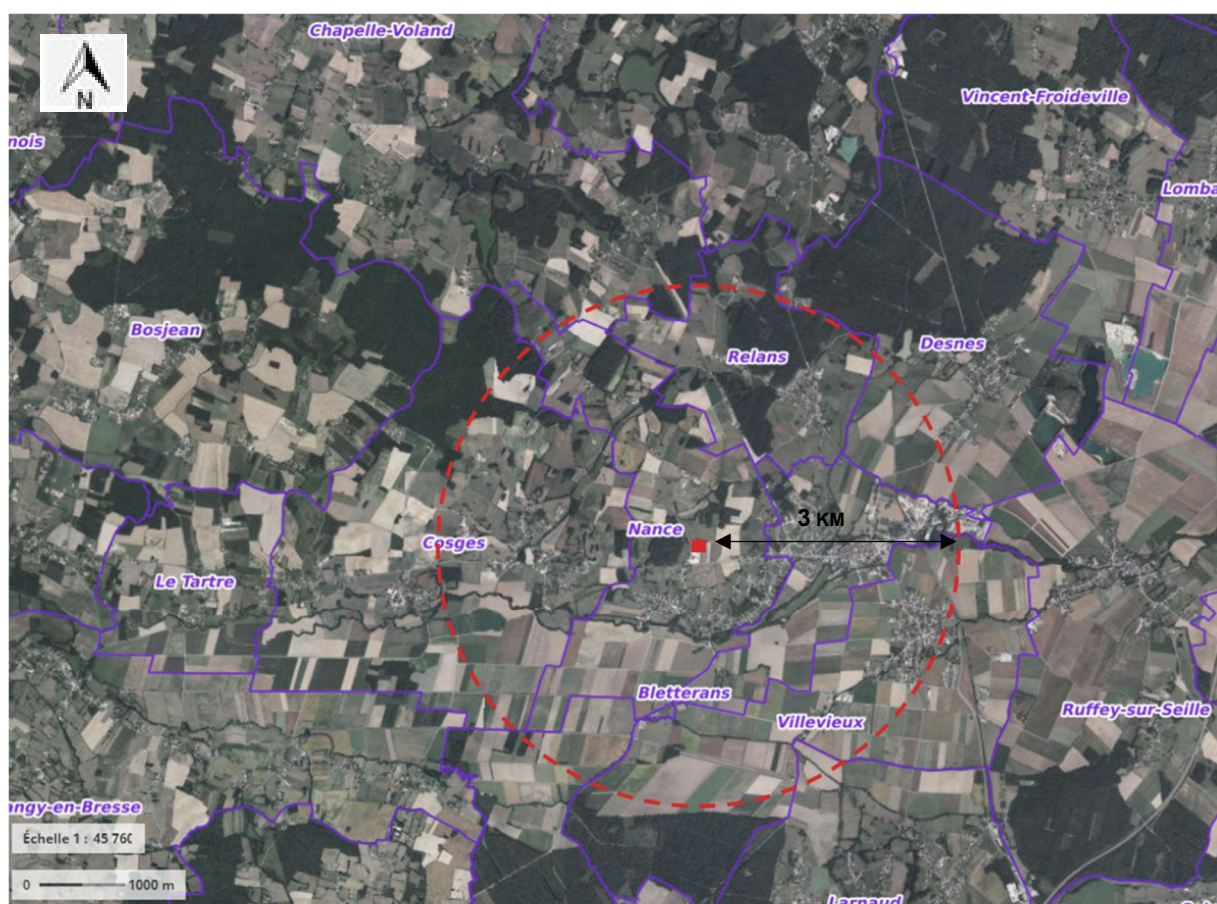 Chapelle-Voland
N
Vincent-Froideville
nois
Lomba
Bosjean
Relans
Desnes
3 KM
Nance
Cosges
Le Tartre
Bletterans
Villevieux
Ruffey-sur-Seille
angy-en-Bresse
Échelle 1 : 45 760
0 1000 m
Larnaud